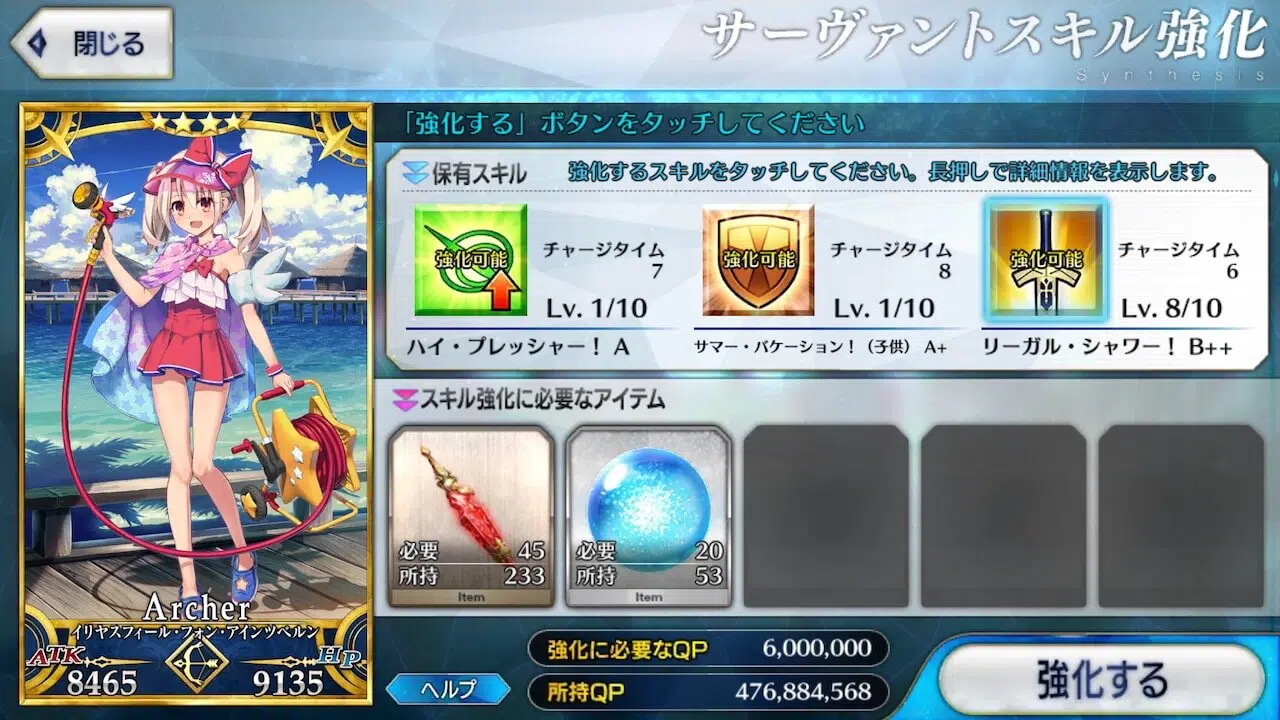 閉じる
サーヴァントスキル強化
Synthesis
「強化する」ボタンをタッチしてください
保有スキル
強化するスキルをタッチしてください。長押しで詳細情報を表示します。
強化可能
チャージタイム
7
Lv. 1/10
ハイ・プレッシャー！ A
強化可能
チャージタイム
8
Lv. 1/10
サマー・バケーション！（子供） A+
強化可能
チャージタイム
6
Lv. 8/10
リーガル・シャワー！ B++
スキル強化に必要なアイテム
必要 45
所持 233
Item
必要 20
所持 53
Item
Archer
イリヤスフィール・フォン・アインツベルン
ATK
8465
HP
9135
ヘルプ
強化に必要なQP 6,000,000
所持QP 476,884,568
強化する